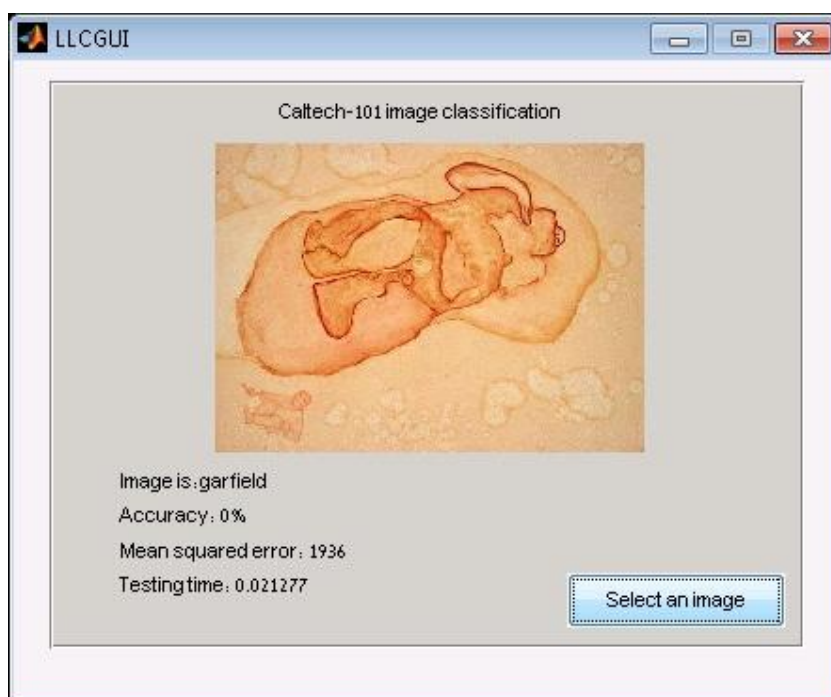 LLCGUI
Caltech-101 image classification
Image is:garfield
Accuracy: 0%
Mean squared error: 1936
Testing time: 0.021277
Select an image